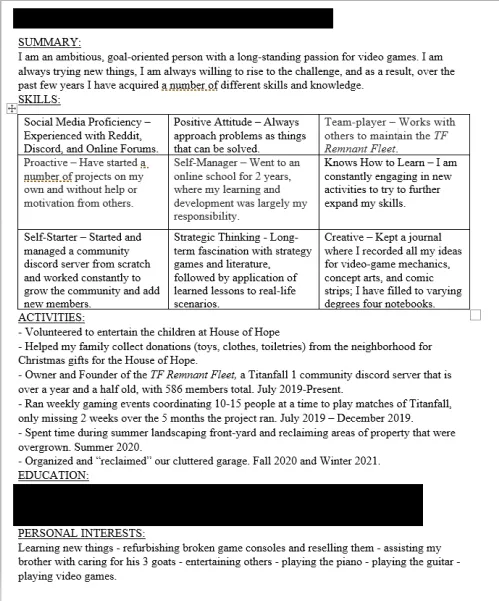 SUMMARY:
I am an ambitious, goal-oriented person with a long-standing passion for video games. I am
always trying new things, I am always willing to rise to the challenge, and as a result, over the
past few years I have acquired a number of different skills and knowledge.
SKILLS:
Social Media Proficiency –
Experienced with Reddit,
Discord, and Online Forums.
Positive Attitude – Always
approach problems as things
that can be solved.
Team-player – Works with
others to maintain the TF
Remnant Fleet.
Proactive – Have started a
number of projects on my
own and without help or
motivation from others.
Self-Manager – Went to an
online school for 2 years,
where my learning and
development was largely my
responsibility.
Knows How to Learn – I am
constantly engaging in new
activities to try to further
expand my skills.
Self-Starter – Started and
managed a community
discord server from scratch
and worked constantly to
grow the community and add
new members.
Strategic Thinking - Long-
term fascination with strategy
games and literature,
followed by application of
learned lessons to real-life
scenarios.
Creative – Kept a journal
where I recorded all my ideas
for video-game mechanics,
concept arts, and comic
strips; I have filled to varying
degrees four notebooks.
ACTIVITIES:
- Volunteered to entertain the children at House of Hope
- Helped my family collect donations (toys, clothes, toiletries) from the neighborhood for
Christmas gifts for the House of Hope.
- Owner and Founder of the TF Remnant Fleet, a Titanfall 1 community discord server that is
over a year and a half old, with 586 members total. July 2019-Present.
- Ran weekly gaming events coordinating 10-15 people at a time to play matches of Titanfall,
only missing 2 weeks over the 5 months the project ran. July 2019 – December 2019.
- Spent time during summer landscaping front-yard and reclaiming areas of property that were
overgrown. Summer 2020.
- Organized and “reclaimed” our cluttered garage. Fall 2020 and Winter 2021.
EDUCATION:
PERSONAL INTERESTS:
Learning new things - refurbishing broken game consoles and reselling them - assisting my
brother with caring for his 3 goats - entertaining others - playing the piano - playing the guitar -
playing video games.